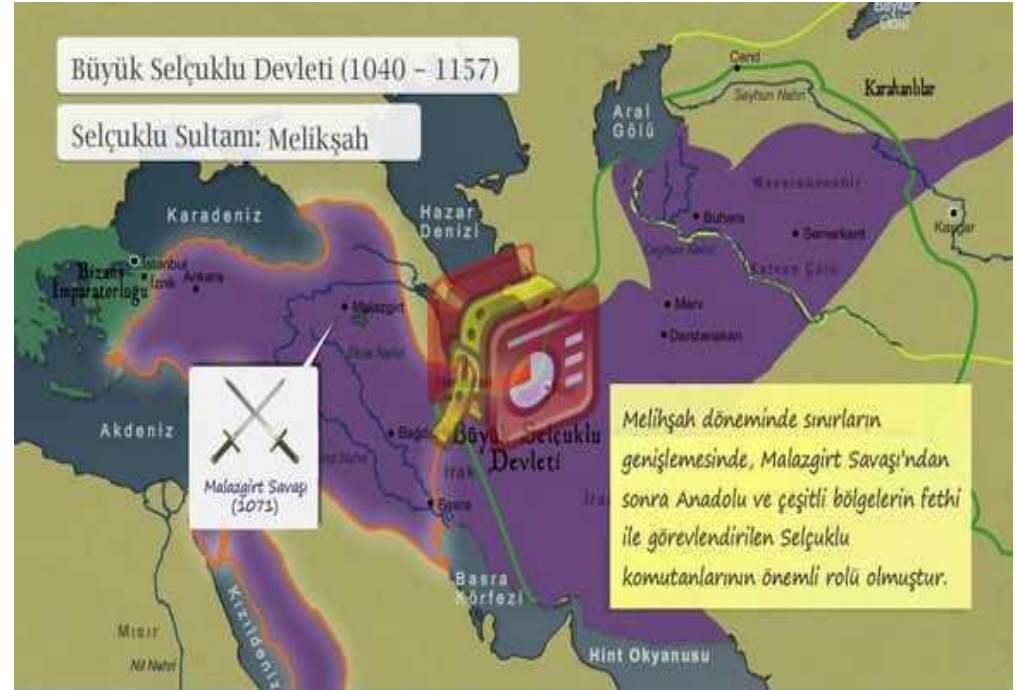 Büyük Selçuklu Devleti (1040 – 1157)
Selçuklu Sultanı: Melikşah
Aral
Gölü
Cend
Seyhun Nehri
Karahanlılar
Karadeniz
Hazar
Denizi
Maveraünnehir
Buhara
Semerkant
Kaşgar
Bizans
İmparatorluğu
İstanbul
İznik
Ankara
Malazgirt
Merv
Dandanakan
Akdeniz
Malazgirt Savaşı
(1071)
Büyük Selçuklu
Devleti
Irak
Basra
Melihşah döneminde sınırların
genişlemesinde, Malazgirt Savaşı'ndan
sonra Anadolu ve çeşitli bölgelerin fethi
ile görevlendirilen Selçuklu
komutanlarının önemli rolü olmuştur.
Basra
Körfezi
Kızıldeniz
Mısır
Nil Nehri
Hint Okyanusu